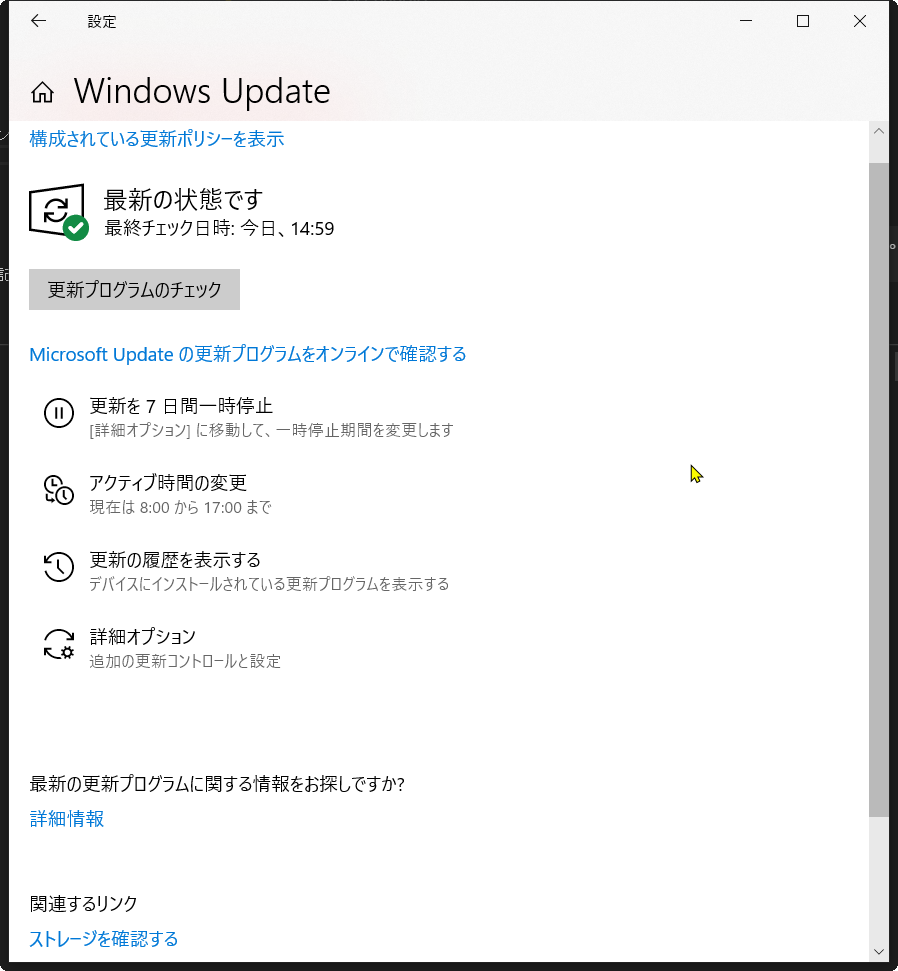 設定
Windows Update
構成されている更新ポリシーを表示
最新の状態です
最終チェック日時: 今日、14:59
更新プログラムのチェック
Microsoft Update の更新プログラムをオンラインで確認する
更新を 7 日間一時停止
[詳細オプション] に移動して、一時停止期間を変更します
アクティブ時間の変更
現在は 8:00 から 17:00 まで
更新の履歴を表示する
デバイスにインストールされている更新プログラムを表示する
詳細オプション
追加の更新コントロールと設定
最新の更新プログラムに関する情報をお探しですか?
詳細情報
関連するリンク
ストレージを確認する